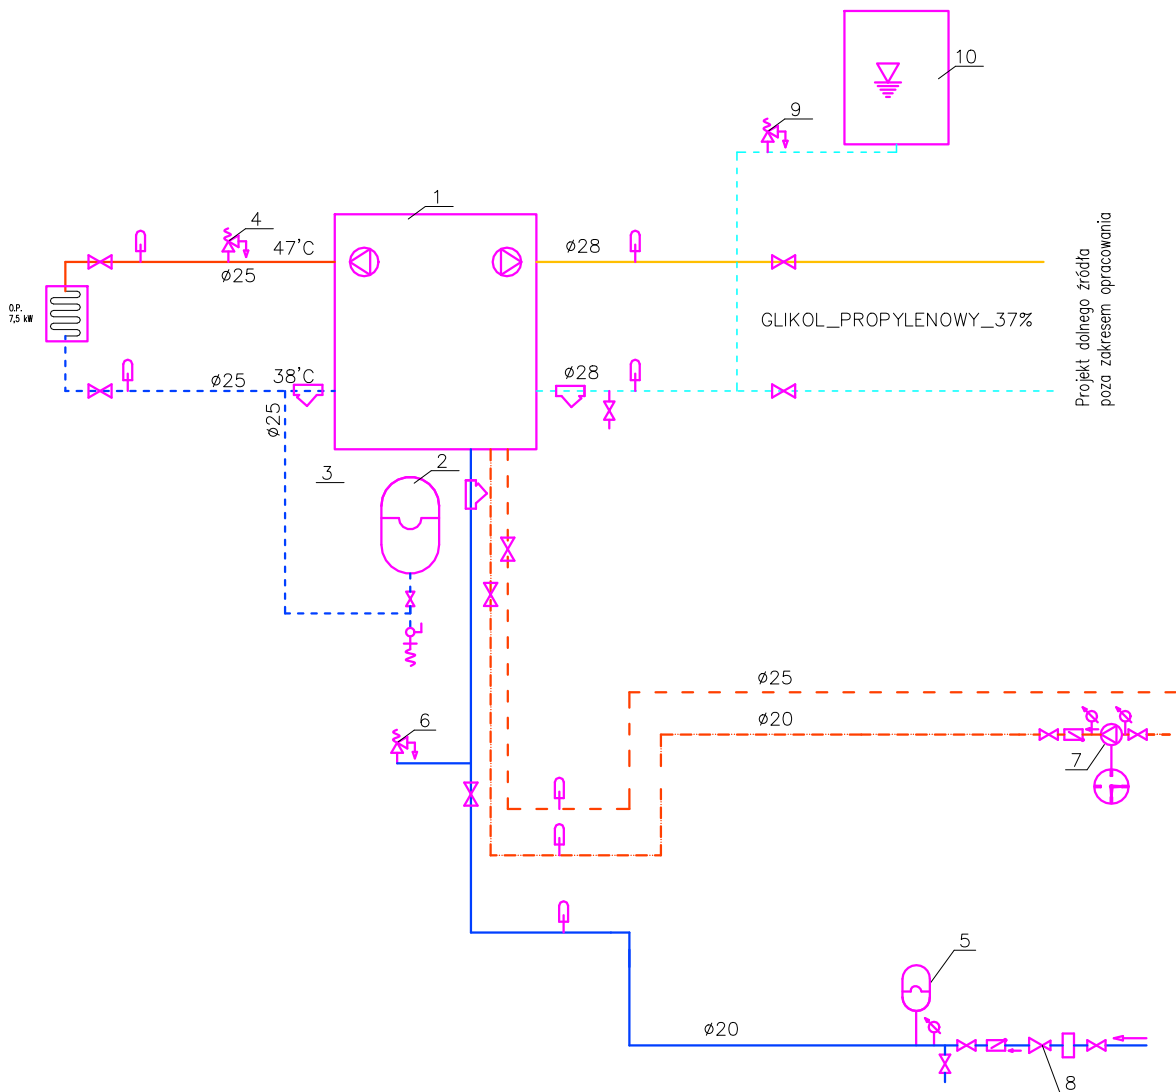 10
9
1
4
47'C
ø28
ø25
O.P.
7,5 kW
GLIKOL_PROPYLENOWY_37%
Projekt dolnego źródła
poza zakresem opracowania
38'C
ø25
ø28
ø25
2
3
ø25
6
ø20
7
5
ø20
8